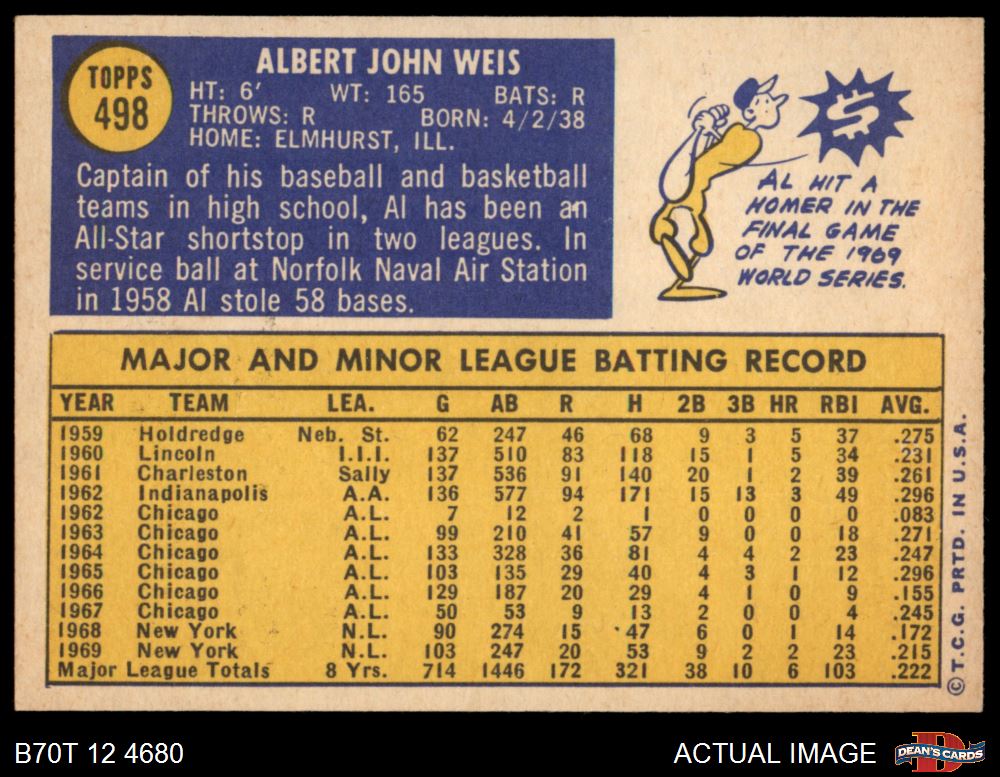 TOPPS
498
ALBERT JOHN WEIS
HT: 6' WT: 165 BATS: R
THROWS: R BORN: 4/2/38
HOME: ELMHURST, ILL.
Captain of his baseball and basketball
teams in high school, Al has been an
All-Star shortstop in two leagues. In
service ball at Norfolk Naval Air Station
in 1958 Al stole 58 bases.
$
AL HIT A
HOMER IN THE
FINAL GAME
OF THE 1969
WORLD SERIES.
MAJOR AND MINOR LEAGUE BATTING RECORD
YEAR TEAM LEA. G AB R H 2B 3B HR RBI AVG.
1959 Holdredge Neb. St. 62 247 46 68 9 3 5 37 .275
1960 Lincoln I.I.I. 137 510 83 118 15 1 5 34 .231
1961 Charleston Sally 137 536 91 140 20 1 2 39 .261
1962 Indianapolis A.A. 136 577 94 171 15 13 3 49 .296
1962 Chicago A.L. 7 12 2 1 0 0 0 0 .083
1963 Chicago A.L. 99 210 41 57 9 0 0 18 .271
1964 Chicago A.L. 133 328 36 81 4 4 2 23 .247
1965 Chicago A.L. 103 135 29 40 4 3 1 12 .296
1966 Chicago A.L. 129 187 20 29 4 1 0 9 .155
1967 Chicago A.L. 50 53 9 13 2 0 0 4 .245
1968 New York N.L. 90 274 15 47 6 0 1 14 .172
1969 New York N.L. 103 247 20 53 9 2 2 23 .215
Major League Totals 8 Yrs. 714 1446 172 321 38 10 6 103 .222
© T.C.G. PRTD. IN U.S.A.
B70T 12 4680
ACTUAL IMAGE
D
DEAN'S CARDS